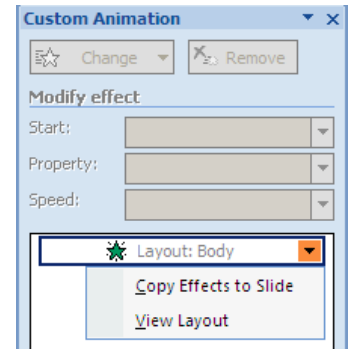 Custom Animation
Change Remove
Modify effect
Start:
Property:
Speed:
Layout: Body
Copy Effects to Slide
View Layout